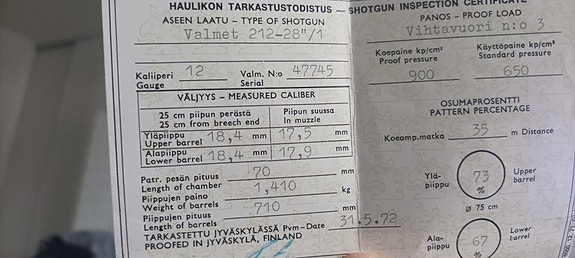 HAULIKON TARKASTUSTODISTUS — SHOTGUN INSPECTION CERTIFICATE
ASEEN LAATU - TYPE OF SHOTGUN
Valmet 212-28"/1
Kaliiperi 12 Valm. N:o 47745
Gauge Serial
VÄLJYYS — MEASURED CALIBER
25 cm piipun perästä Piipun suussa
25 cm from breech end In muzzle
Yläpiippu 18,4 mm 17,5 mm
Upper barrel
Alapiippu 18,4 mm 17,9 mm
Lower barrel
Patr. pesän pituus 70 mm
Length of chamber
Piippujen paino 1,410 kg
Weight of barrels
Piippujen pituus 710 mm
Length of barrels
TARKASTETTU JYVÄSKYLÄSSÄ Pvm-Date 31.5.72
PROOFED IN JYVÄSKYLÄ, FINLAND
PANOS - PROOF LOAD
Vihtavuori n:o 3
Koepaine kp/cm² Käyttöpaine kp/cm²
Proof pressure Standard pressure
900 650
OSUMAPROSENTTI
PATTERN PERCENTAGE
Koeamp.matka 35 m Distance
Ylä-
piippu 73 % Upper
barrel
Ø 75 cm
Ala-
piippu 67 % Lower
barrel